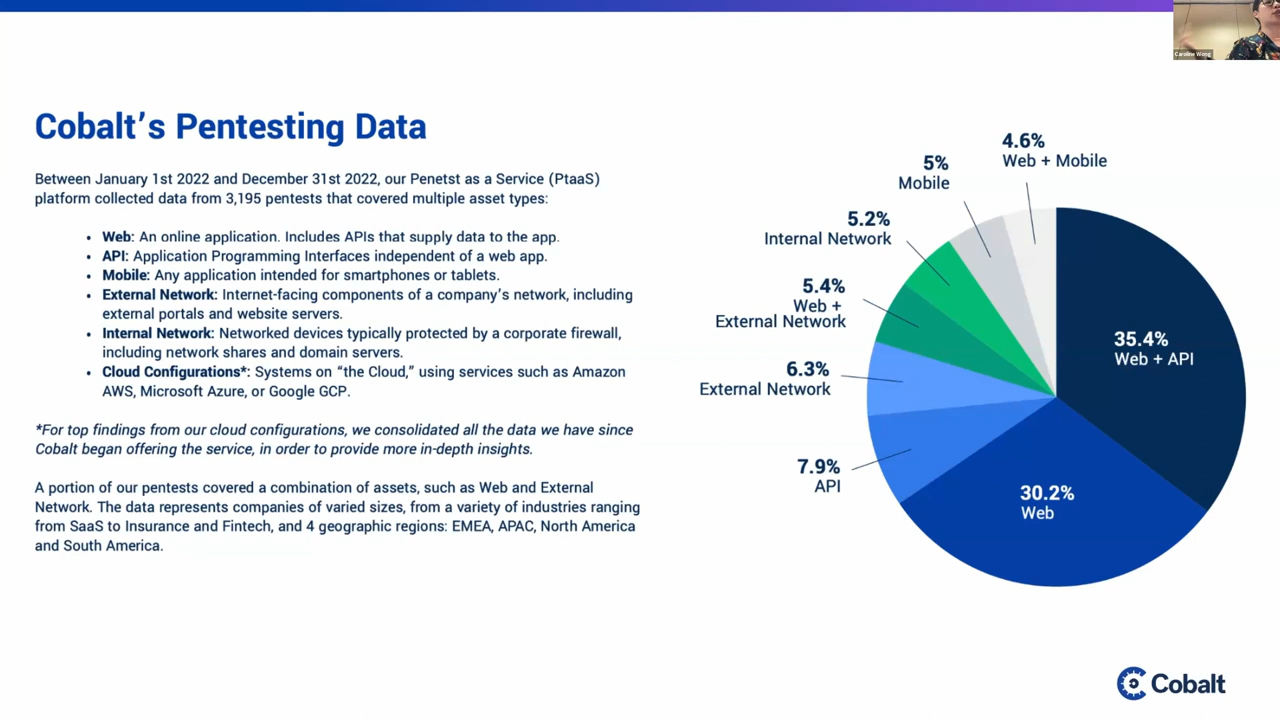 Caroline Wong
Cobalt's Pentesting Data
Between January 1st 2022 and December 31st 2022, our Penetst as a Service (PtaaS)
platform collected data from 3,195 pentests that covered multiple asset types:
• Web: An online application. Includes APIs that supply data to the app.
• API: Application Programming Interfaces independent of a web app.
• Mobile: Any application intended for smartphones or tablets.
• External Network: Internet-facing components of a company's network, including
external portals and website servers.
• Internal Network: Networked devices typically protected by a corporate firewall,
including network shares and domain servers.
• Cloud Configurations*: Systems on “the Cloud,” using services such as Amazon
AWS, Microsoft Azure, or Google GCP.
*For top findings from our cloud configurations, we consolidated all the data we have since
Cobalt began offering the service, in order to provide more in-depth insights.
A portion of our pentests covered a combination of assets, such as Web and External
Network. The data represents companies of varied sizes, from a variety of industries ranging
from SaaS to Insurance and Fintech, and 4 geographic regions: EMEA, APAC, North America
and South America.
4.6%
Web + Mobile
5%
Mobile
5.2%
Internal Network
5.4%
Web +
External Network
6.3%
External Network
7.9%
API
30.2%
Web
35.4%
Web + API
Cobalt